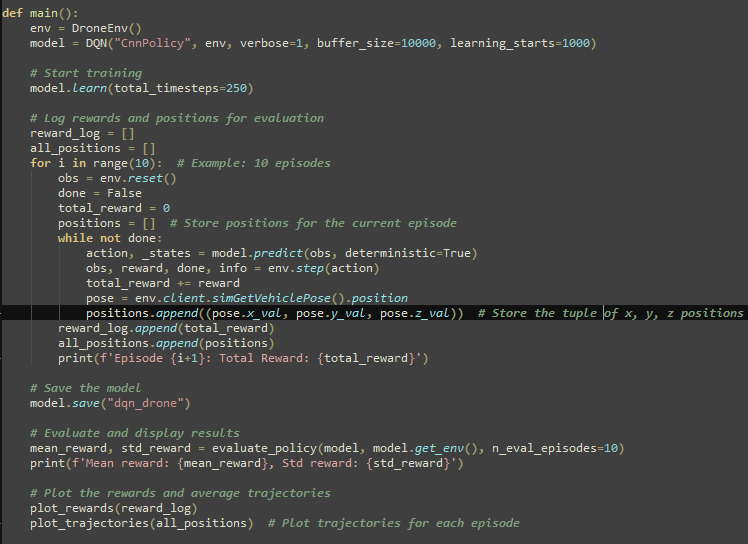 def main():
    env = DroneEnv()
    model = DQN("CnnPolicy", env, verbose=1, buffer_size=10000, learning_starts=1000)

    # Start training
    model.learn(total_timesteps=250)

    # Log rewards and positions for evaluation
    reward_log = []
    all_positions = []
    for i in range(10):  # Example: 10 episodes
        obs = env.reset()
        done = False
        total_reward = 0
        positions = []  # Store positions for the current episode
        while not done:
            action, _states = model.predict(obs, deterministic=True)
            obs, reward, done, info = env.step(action)
            total_reward += reward
            pose = env.client.simGetVehiclePose().position
            positions.append((pose.x_val, pose.y_val, pose.z_val))  # Store the tuple of x, y, z positions
        reward_log.append(total_reward)
        all_positions.append(positions)
        print(f'Episode {i+1}: Total Reward: {total_reward}')

    # Save the model
    model.save("dqn_drone")

    # Evaluate and display results
    mean_reward, std_reward = evaluate_policy(model, model.get_env(), n_eval_episodes=10)
    print(f'Mean reward: {mean_reward}, Std reward: {std_reward}')

    # Plot the rewards and average trajectories
    plot_rewards(reward_log)
    plot_trajectories(all_positions)  # Plot trajectories for each episode